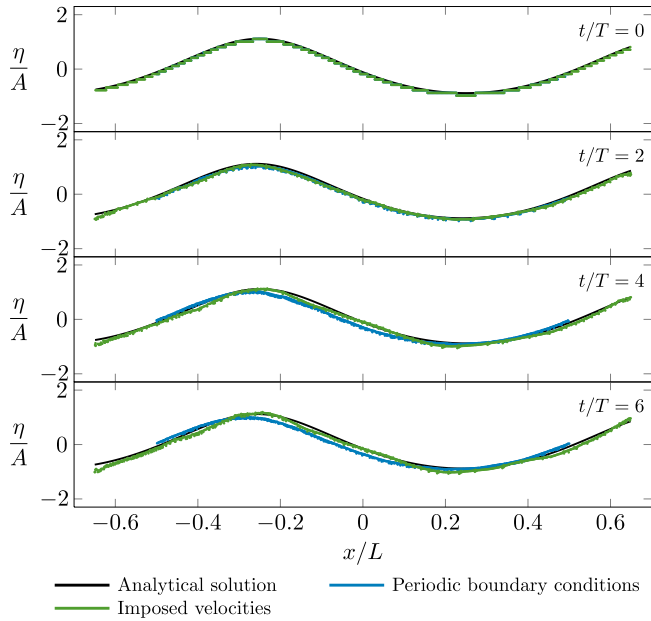 2
t/T = 0
η/A
0
−2
2
t/T = 2
η/A
0
−2
2
t/T = 4
η/A
0
−2
2
t/T = 6
η/A
0
−2
−0.6 −0.4 −0.2 0 0.2 0.4 0.6
x/L
Analytical solution Periodic boundary conditions
Imposed velocities